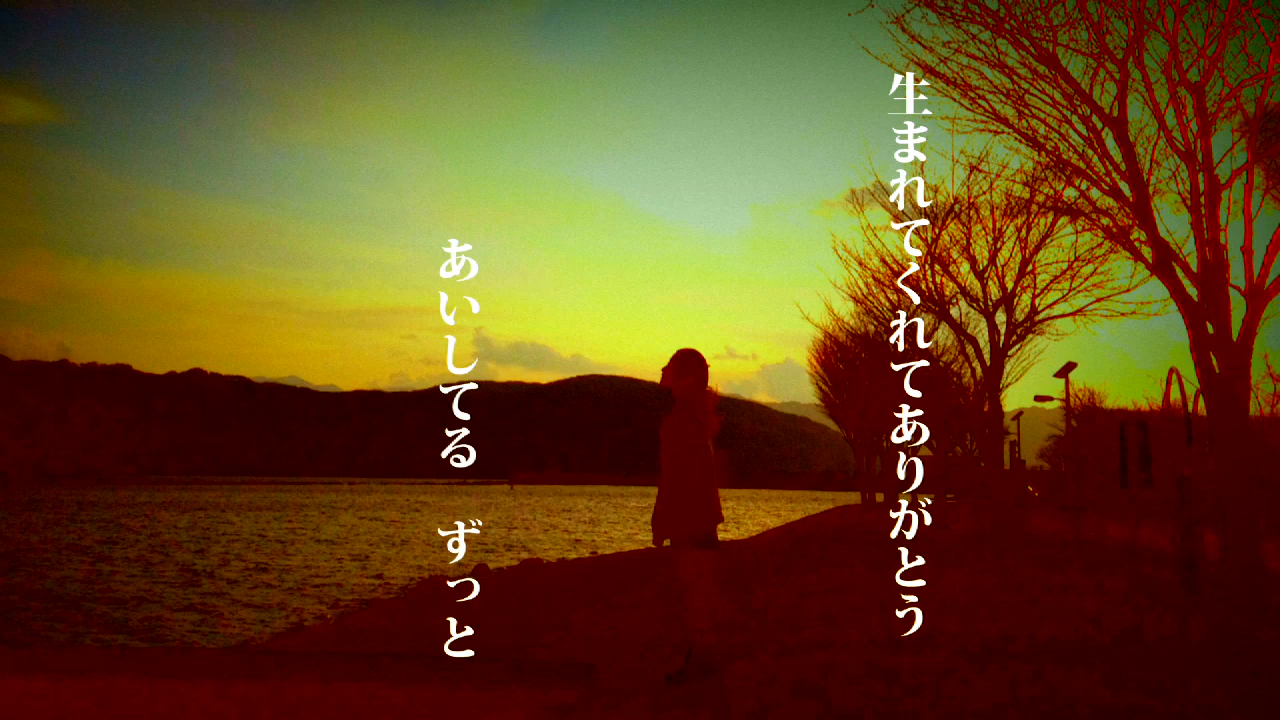 生まれてくれてありがとう
あいしてる　ずっと